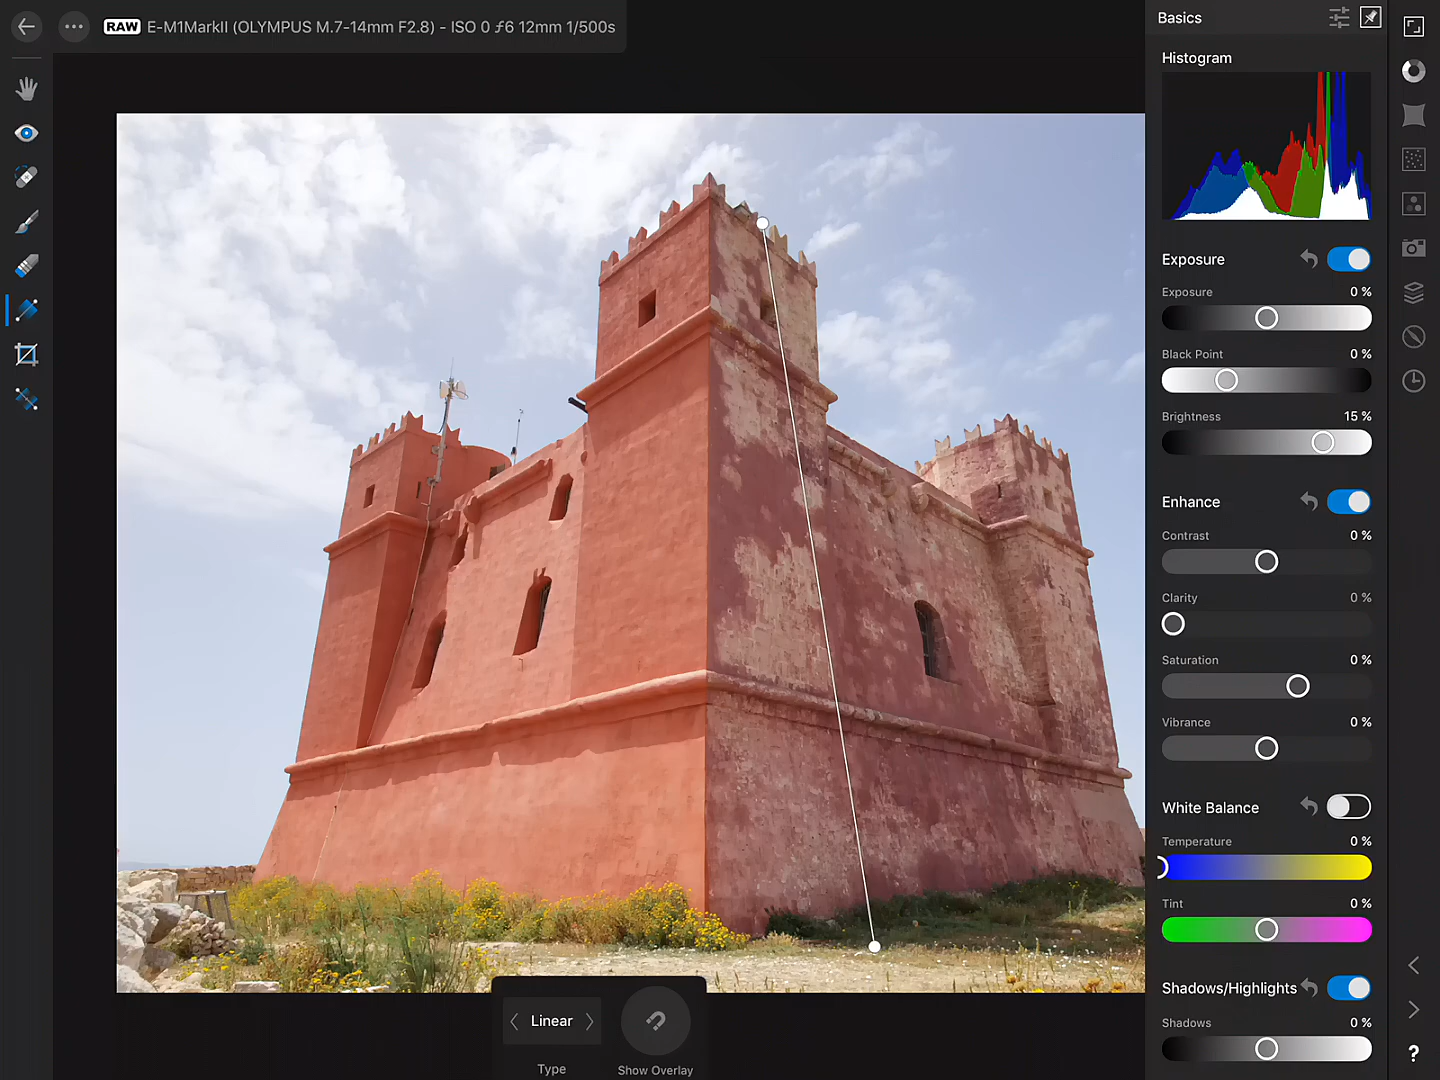 RAW E-M1MarkII (OLYMPUS M.7-14mm F2.8) - ISO 0 ƒ6 12mm 1/500s
Basics
Histogram
Exposure
Exposure 0 %
Black Point 0 %
Brightness 15 %
Enhance
Contrast 0 %
Clarity 0 %
Saturation 0 %
Vibrance 0 %
White Balance
Temperature 0 %
Tint 0 %
Shadows/Highlights
Shadows 0 %
Linear
Type
Show Overlay
?